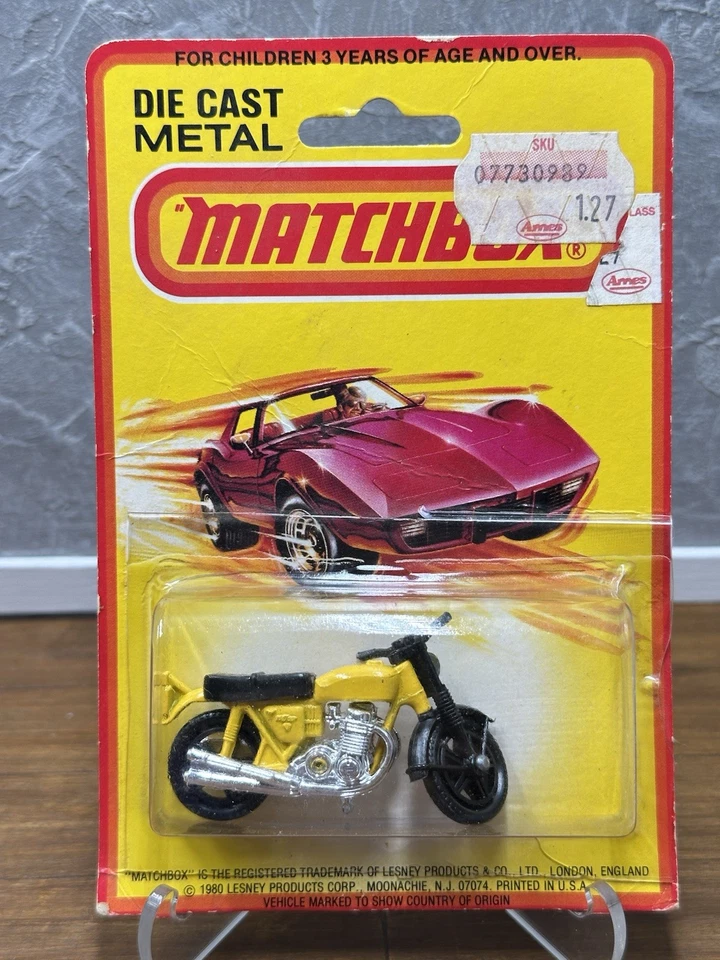 FOR CHILDREN 3 YEARS OF AGE AND OVER.
DIE CAST
METAL
SKU
07730989
1.27
Ames
LASS
Ames
"MATCHBOX ®
"MATCHBOX" IS THE REGISTERED TRADEMARK OF LESNEY PRODUCTS & CO., LTD., LONDON, ENGLAND
© 1980 LESNEY PRODUCTS CORP., MOONACHIE, N.J. 07074. PRINTED IN U.S.A.
VEHICLE MARKED TO SHOW COUNTRY OF ORIGIN